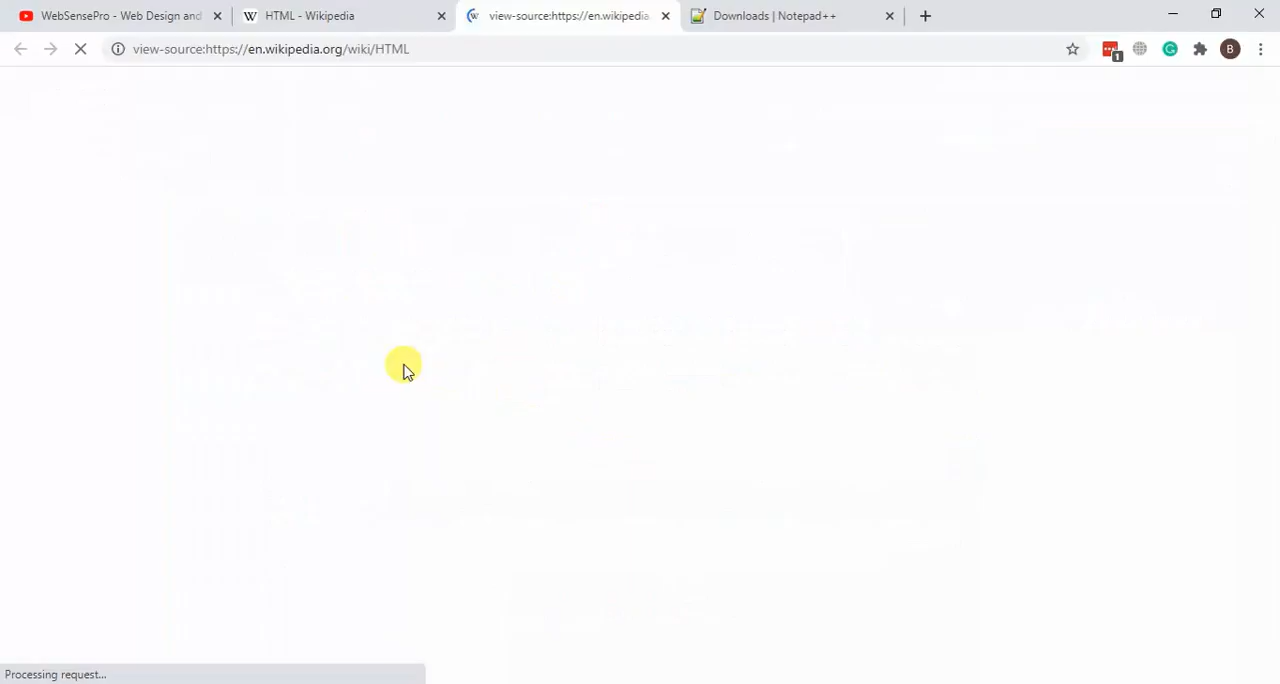 WebSensePro - Web Design and
HTML - Wikipedia
view-source:https://en.wikipedia.
Downloads | Notepad++
view-source:https://en.wikipedia.org/wiki/HTML
1
B
Processing request...